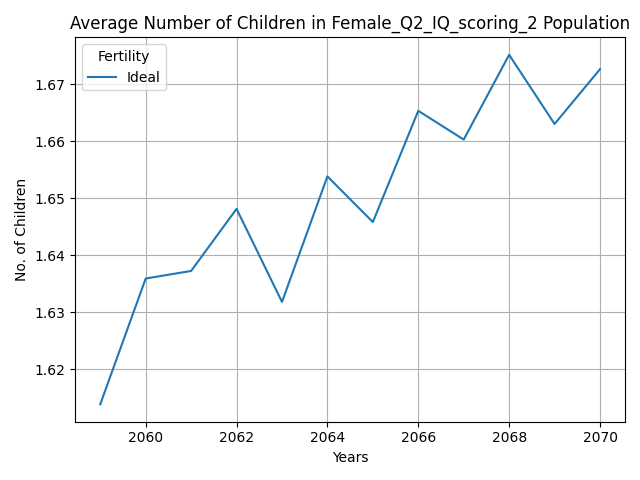 Average Number of Children in Female_Q2_IQ_scoring_2 Population
Fertility
Ideal
No. of Children
1.67
1.66
1.65
1.64
1.63
1.62
2060 2062 2064 2066 2068 2070
Years